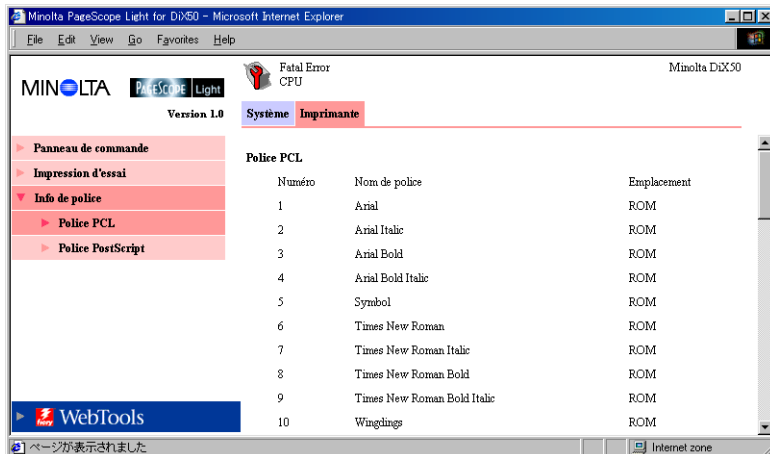 Minolta PageScope Light for DiX50 - Microsoft Internet Explorer
File Edit View Go Favorites Help
MINOLTA PAGESCOPE Light
Version 1.0
Fatal Error
CPU
Minolta DiX50
Système Imprimante
Panneau de commande
Impression d'essai
Info de police
Police PCL
Police PostScript
Police PCL
Numéro Nom de police Emplacement
1 Arial ROM
2 Arial Italic ROM
3 Arial Bold ROM
4 Arial Bold Italic ROM
5 Symbol ROM
6 Times New Roman ROM
7 Times New Roman Italic ROM
8 Times New Roman Bold ROM
9 Times New Roman Bold Italic ROM
10 Wingdings ROM
fiery WebTools
ページが表示されました
Internet zone